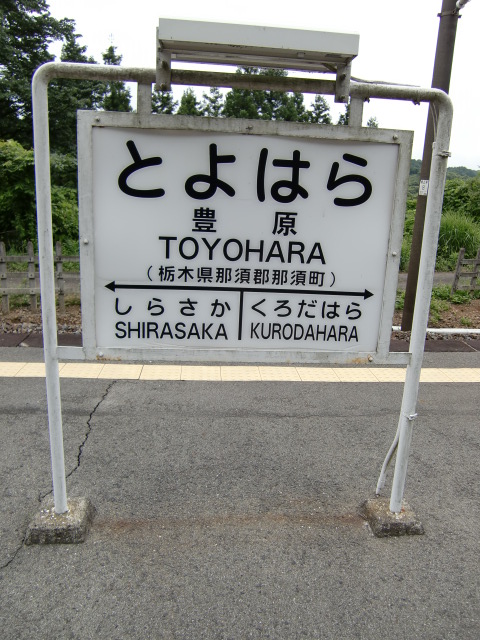 とよはら
豊 原
TOYOHARA
(栃木県那須郡那須町)
しらさか くろだはら
SHIRASAKA KURODAHARA